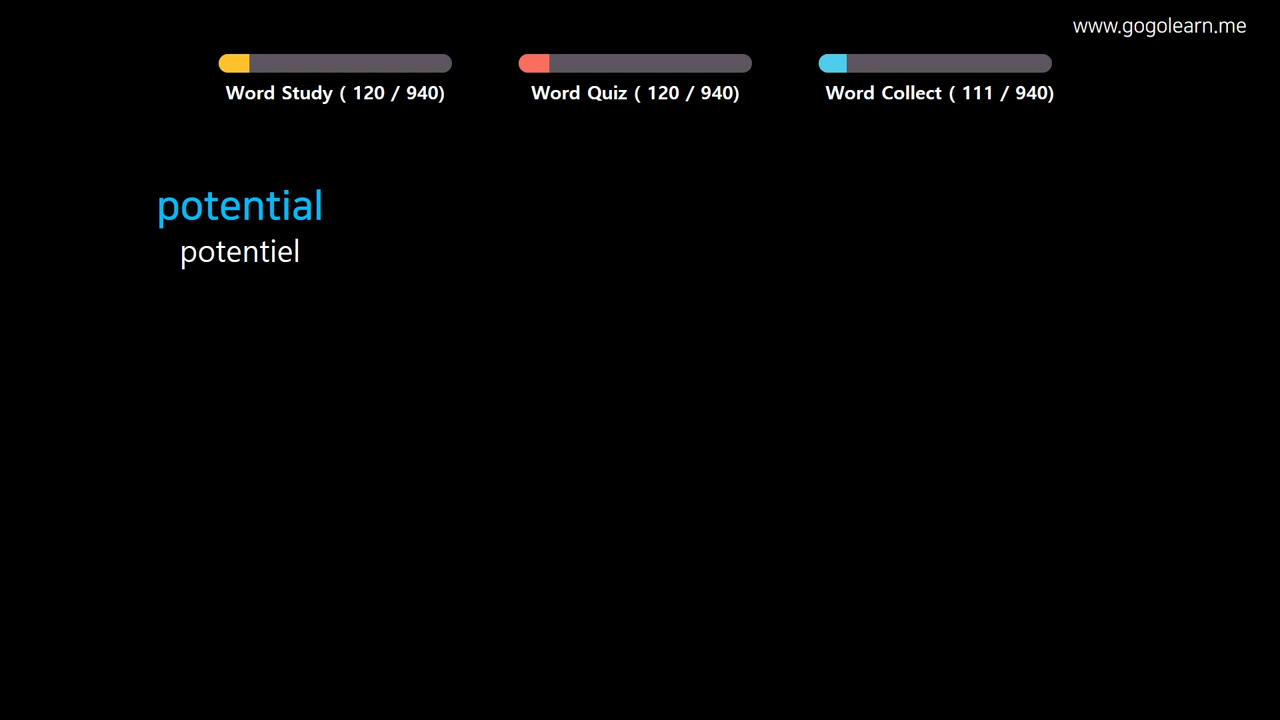 www.gogolearn.me
Word Study ( 120 / 940)
Word Quiz ( 120 / 940)
Word Collect ( 111 / 940)
potential
potentiel